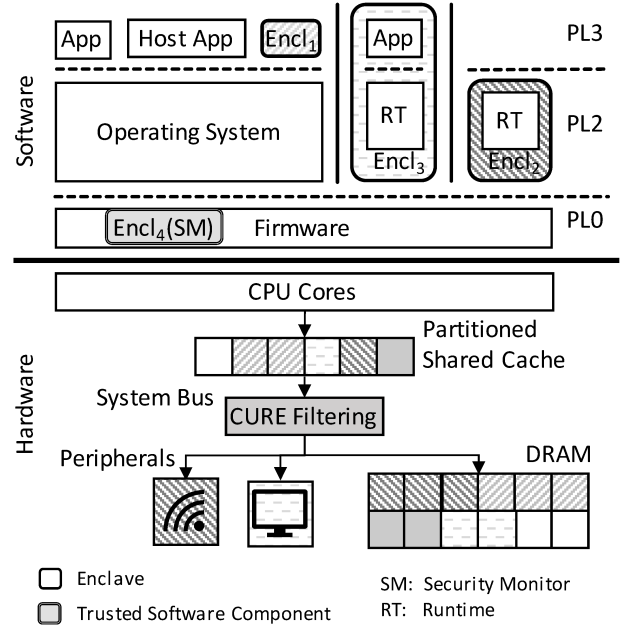 App
Host App
Encl1
App
PL3
Software
Operating System
RT
Encl3
RT
Encl2
PL2
Encl4(SM)
Firmware
PL0
Hardware
CPU Cores
Partitioned
Shared Cache
System Bus
CURE Filtering
Peripherals
DRAM
Enclave
Trusted Software Component
SM: Security Monitor
RT: Runtime